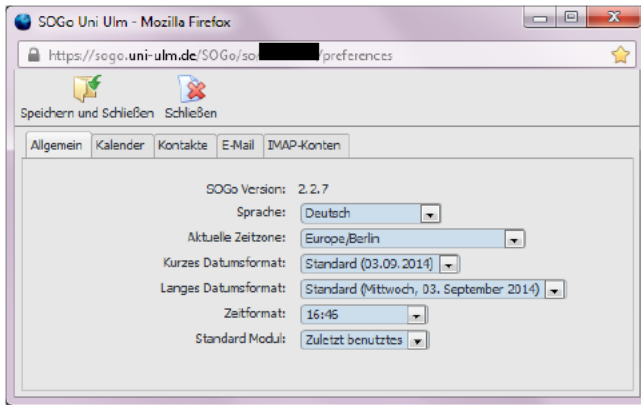 SOGo Uni Ulm - Mozilla Firefox
https://sogo.uni-ulm.de/SOGo/so /preferences
Speichern und Schließen Schließen
Allgemein Kalender Kontakte E-Mail IMAP-Konten
SOGo Version: 2.2.7
Sprache: Deutsch
Aktuelle Zeitzone: Europe/Berlin
Kurzes Datumsformat: Standard (03.09.2014)
Langes Datumsformat: Standard (Mittwoch, 03. September 2014)
Zeitformat: 16:46
Standard Modul: Zuletzt benutztes